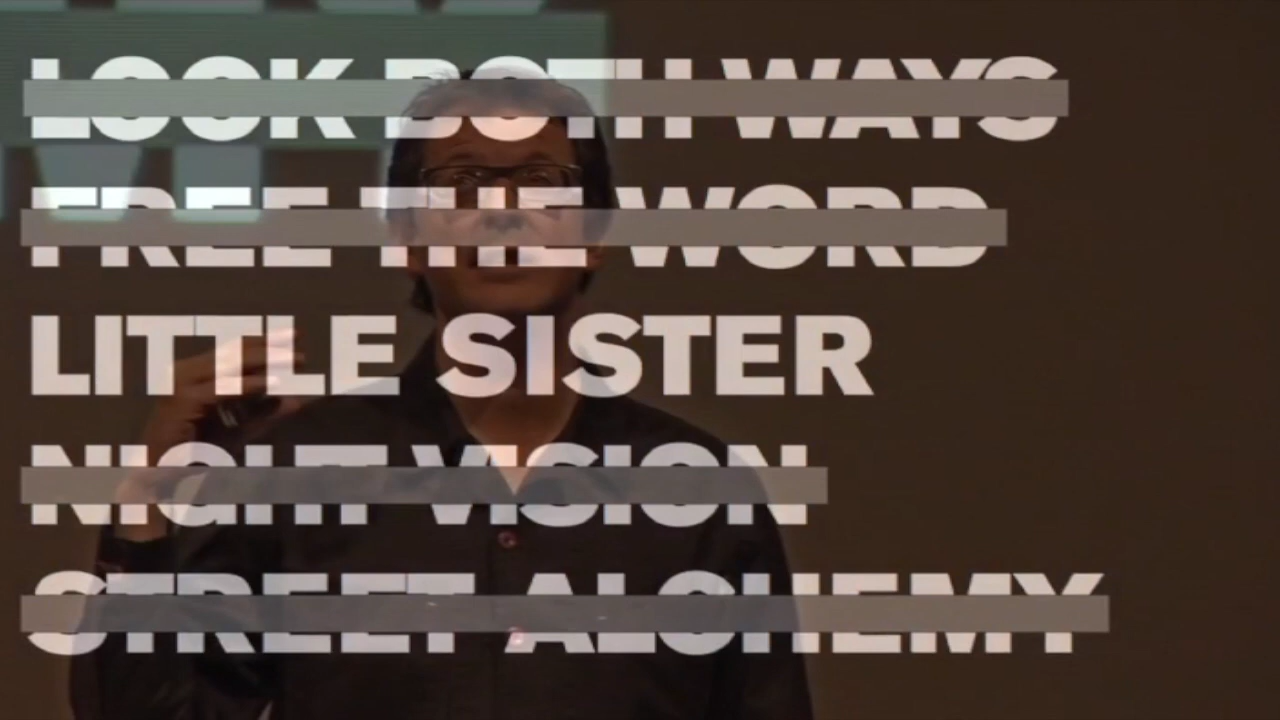 LOOK BOTH WAYS
FREE THE WORD
LITTLE SISTER
NIGHT VISION
STREET ALCHEMY